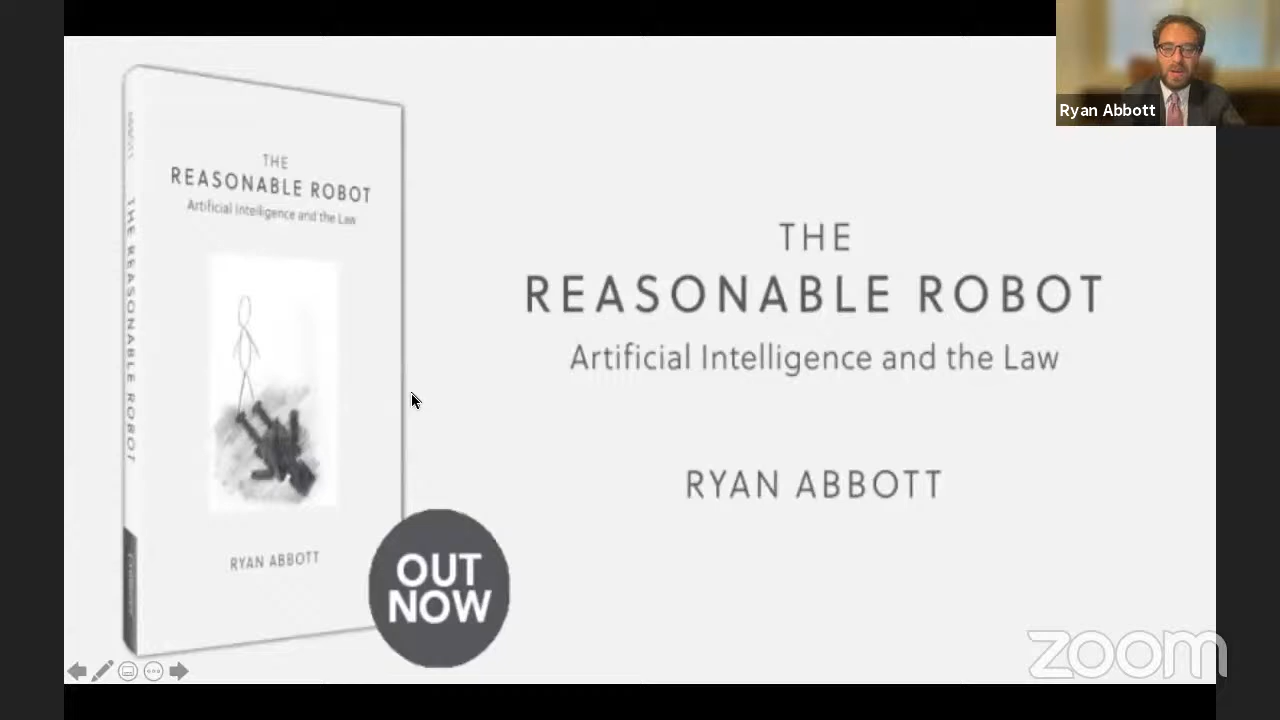 Ryan Abbott
THE
REASONABLE ROBOT
Artificial Intelligence and the Law
THE REASONABLE ROBOT
RYAN ABBOTT
THE
REASONABLE ROBOT
Artificial Intelligence and the Law
RYAN ABBOTT
OUT
NOW
zoom